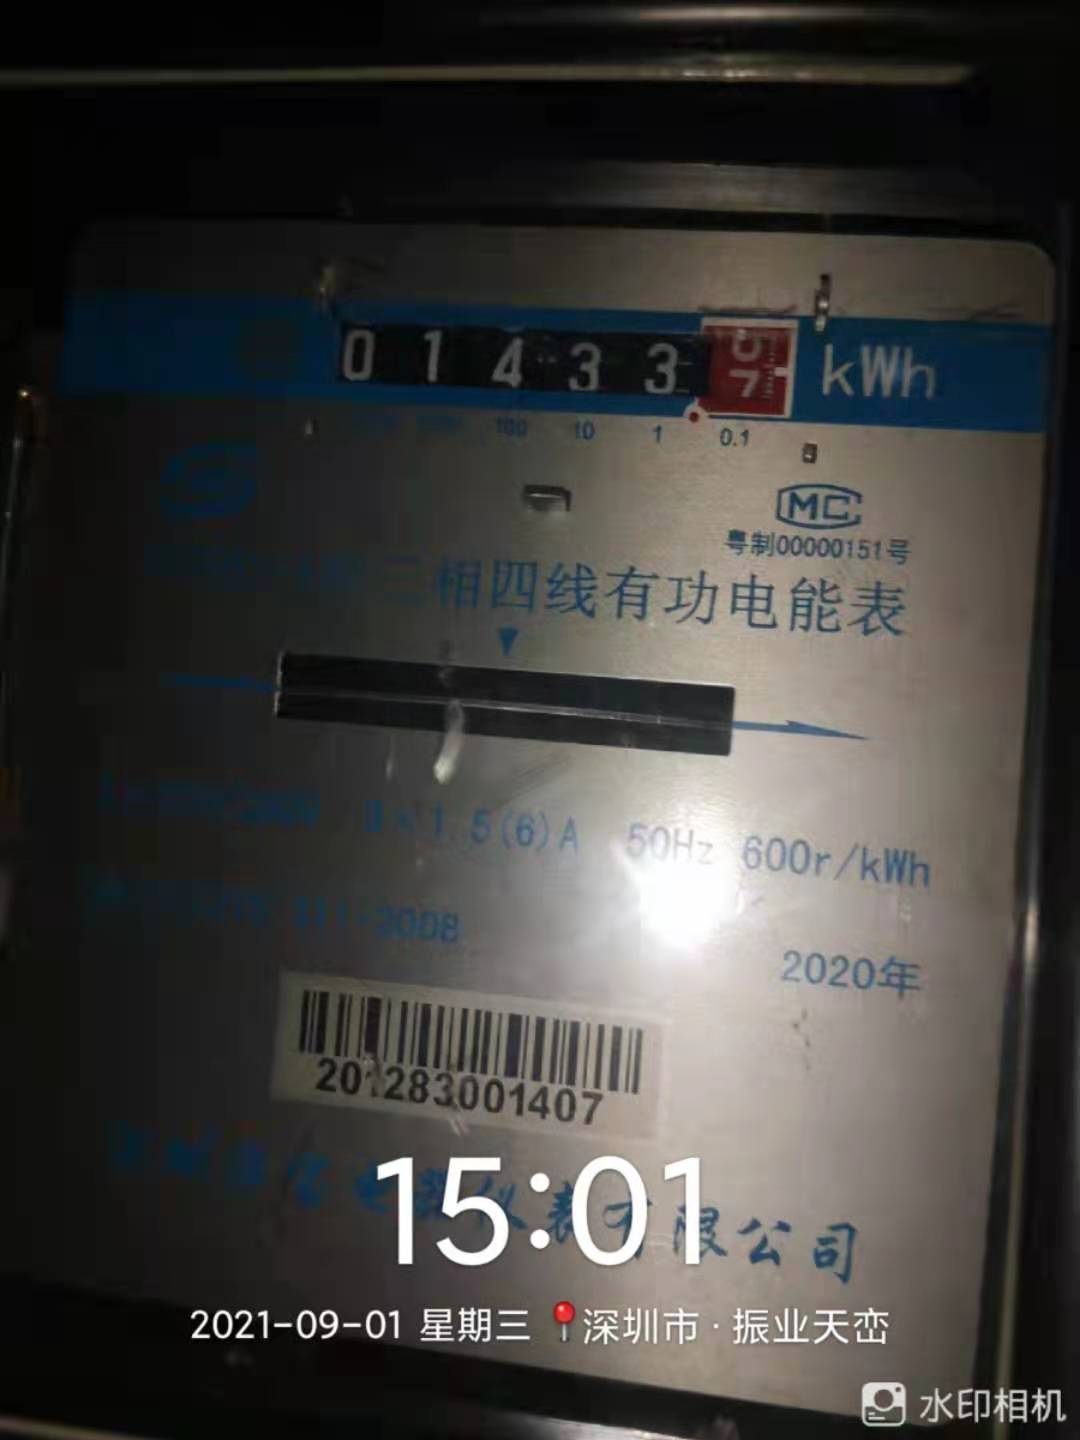 0 1 4 3 3 kWh
100 10 1 0.1
MC
粤制00000151号
三相四线有功电能表
1.5(6)A 50Hz 600r/kWh
2008
2020年
201283001407
15:01
有限公司
2021-09-01 星期三 深圳市·振业天峦
水印相机